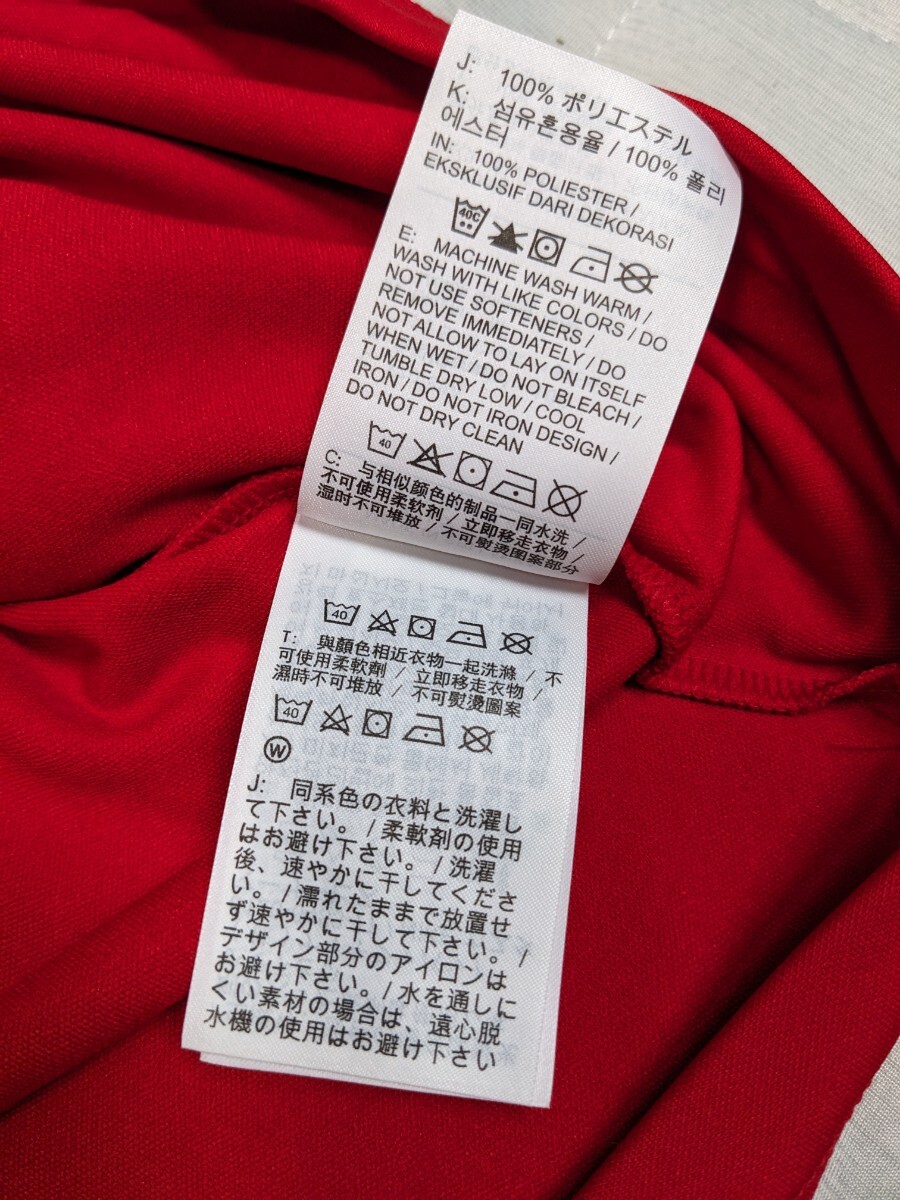 J: 100% ポリエステル
K: 섬유혼용율 / 100% 폴리
에스터
IN: 100% POLIESTER /
EKSKLUSIF DARI DEKORASI
40C
E: MACHINE WASH WARM /
WASH WITH LIKE COLORS / DO
NOT USE SOFTENERS /
REMOVE IMMEDIATELY / DO
NOT ALLOW TO LAY ON ITSELF
WHEN WET / DO NOT BLEACH /
TUMBLE DRY LOW / COOL
IRON / DO NOT IRON DESIGN /
DO NOT DRY CLEAN
40
C: 与相似颜色的制品一同水洗 /
不可使用柔软剂 / 立即移走衣物 /
湿时不可堆放 / 不可熨烫图案部分
40
T: 與顏色相近衣物一起洗滌 / 不
可使用柔軟劑 / 立即移走衣物 /
濕時不可堆放 / 不可熨燙圖案
40
W
J: 同系色の衣料と洗濯し
て下さい。 / 柔軟剤の使用
はお避け下さい。 / 洗濯
後、速やかに干してくださ
い。 / 濡れたままで放置せ
ず速やかに干して下さい。 /
デザイン部分のアイロンは
お避け下さい。 / 水を通しに
くい素材の場合は、遠心脱
水機の使用はお避け下さい